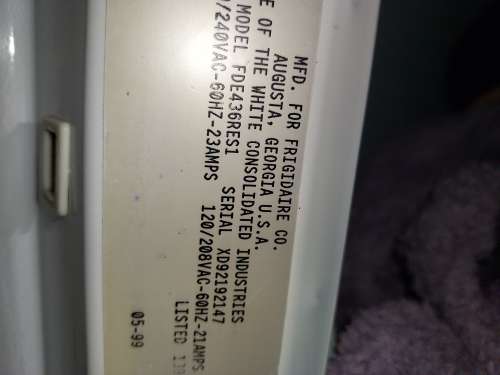 MFD. FOR FRIGIDAIRE CO.
AUGUSTA, GEORGIA U.S.A.
E OF THE WHITE CONSOLIDATED INDUSTRIES
MODEL FDE436RES1 SERIAL XD92192147
/240VAC-60HZ-23AMPS 120/208VAC-60HZ-21AMPS
LISTED
05-99